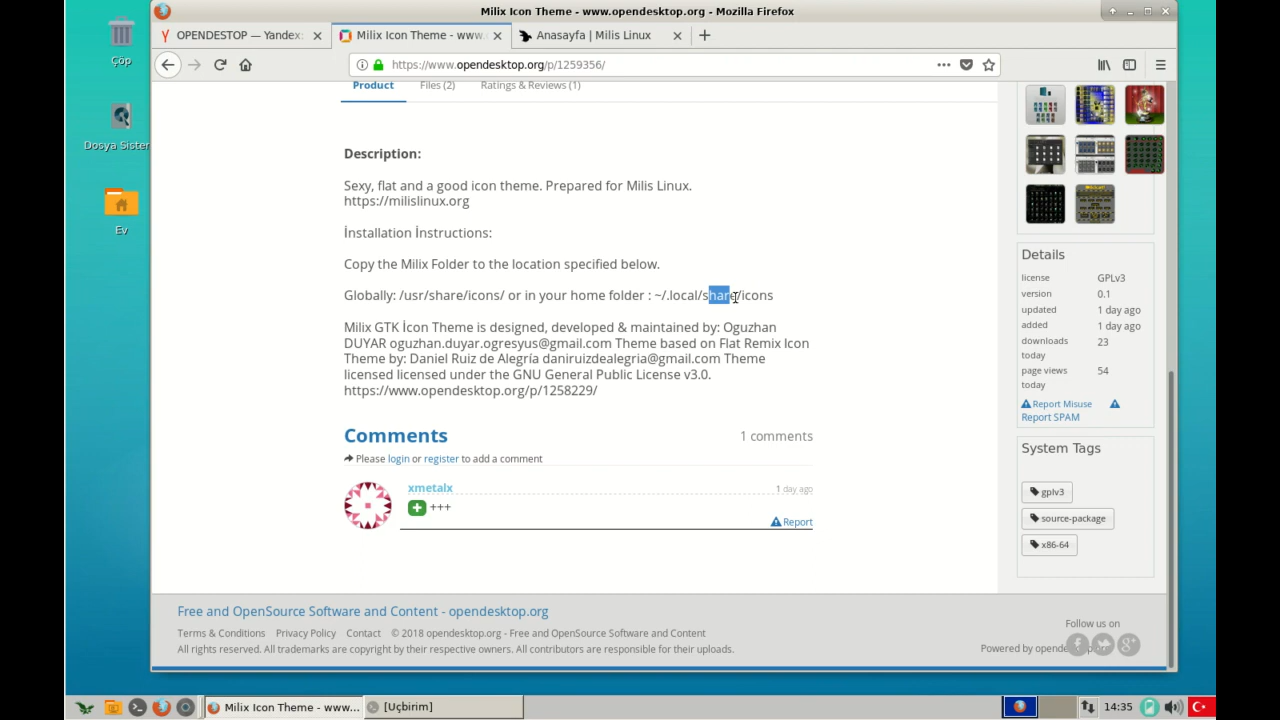 Milix Icon Theme - www.opendesktop.org - Mozilla Firefox
OPENDESTOP — Yandex:
Milix Icon Theme - www.
Anasayfa | Milis Linux
https://www.opendesktop.org/p/1259356/
Çöp
Dosya Sister
Ev
Product
Files (2)
Ratings & Reviews (1)
Description:
Sexy, flat and a good icon theme. Prepared for Milis Linux.
https://milislinux.org
İnstallation İnstructions:
Copy the Milix Folder to the location specified below.
Globally: /usr/share/icons/ or in your home folder : ~/.local/share/icons
Milix GTK İcon Theme is designed, developed & maintained by: Oguzhan
DUYAR oguzhan.duyar.ogresyus@gmail.com Theme based on Flat Remix Icon
Theme by: Daniel Ruiz de Alegría daniruizdealegria@gmail.com Theme
licensed licensed under the GNU General Public License v3.0.
https://www.opendesktop.org/p/1258229/
Comments
1 comments
Please login or register to add a comment
xmetalx
1 day ago
+++
Report
Details
license GPLv3
version 0.1
updated 1 day ago
added 1 day ago
downloads 23
today
page views 54
today
Report Misuse
Report SPAM
System Tags
gplv3
source-package
x86-64
Free and OpenSource Software and Content - opendesktop.org
Terms & Conditions Privacy Policy Contact © 2018 opendesktop.org - Free and OpenSource Software and Content
All rights reserved. All trademarks are copyright by their respective owners. All contributors are responsible for their uploads.
Follow us on
Powered by
Milix Icon Theme - www....
[Uçbirim]
14:35